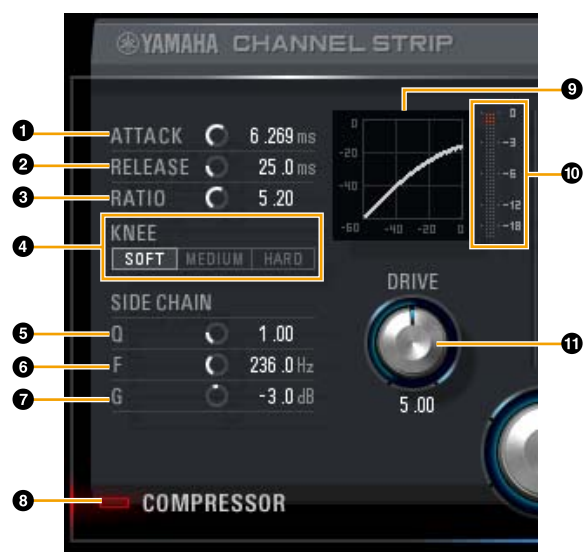 YAMAHA CHANNEL STRIP
9
1 ATTACK 6.269 ms
2 RELEASE 25.0 ms
3 RATIO 5.20
0
-20
-40
-60 -40 -20 0
0
-3
-6
-12
-18
10
4 KNEE
SOFT MEDIUM HARD
SIDE CHAIN
5 Q 1.00
6 F 236.0 Hz
7 G -3.0 dB
DRIVE
11
5.00
8 COMPRESSOR